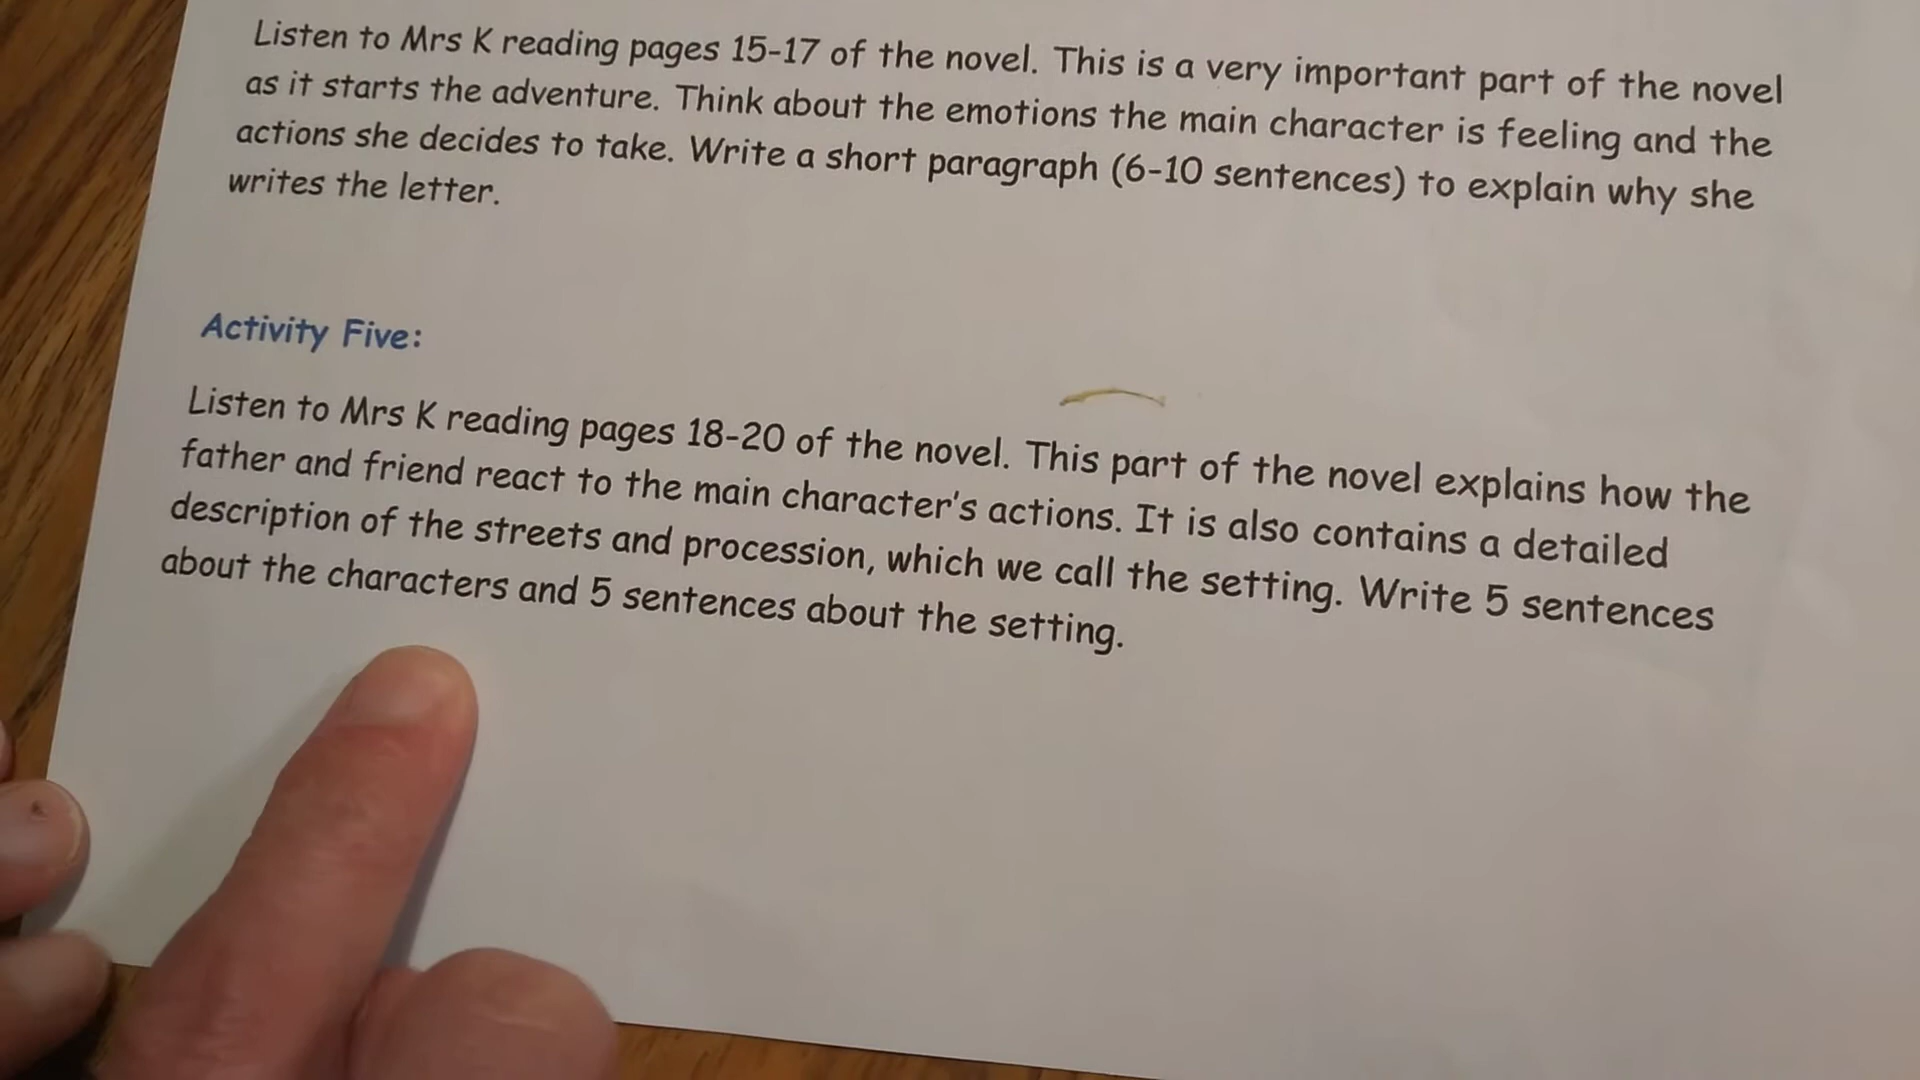 Listen to Mrs K reading pages 15-17 of the novel. This is a very important part of the novel
as it starts the adventure. Think about the emotions the main character is feeling and the
actions she decides to take. Write a short paragraph (6-10 sentences) to explain why she
writes the letter.
Activity Five:
Listen to Mrs K reading pages 18-20 of the novel. This part of the novel explains how the
father and friend react to the main character's actions. It is also contains a detailed
description of the streets and procession, which we call the setting. Write 5 sentences
about the characters and 5 sentences about the setting.